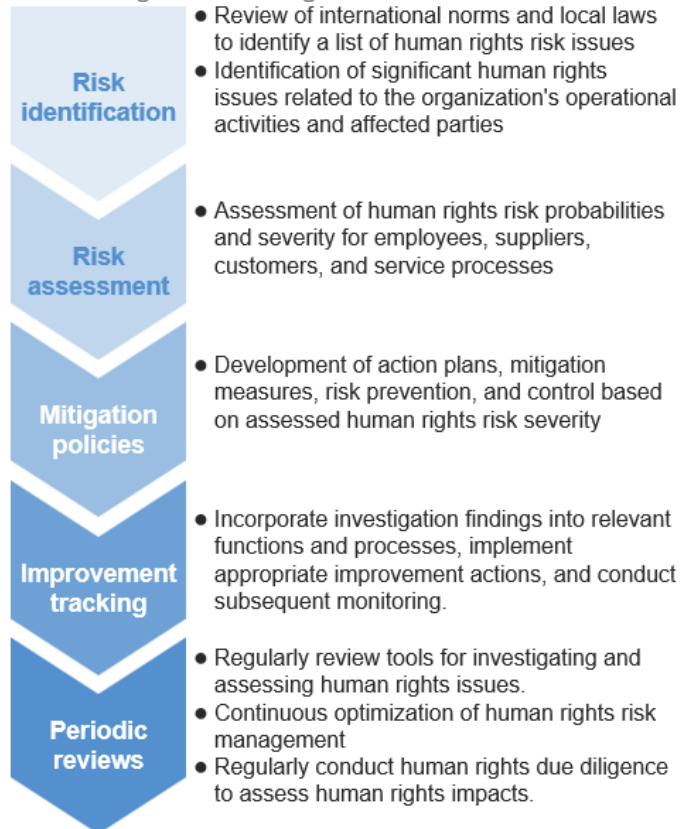 ● Review of international norms and local laws
to identify a list of human rights risk issues
Risk
identification
● Identification of significant human rights
issues related to the organization's operational
activities and affected parties
Risk
assessment
● Assessment of human rights risk probabilities
and severity for employees, suppliers,
customers, and service processes
Mitigation
policies
● Development of action plans, mitigation
measures, risk prevention, and control based
on assessed human rights risk severity
Improvement
tracking
● Incorporate investigation findings into relevant
functions and processes, implement
appropriate improvement actions, and conduct
subsequent monitoring.
Periodic
reviews
● Regularly review tools for investigating and
assessing human rights issues.
● Continuous optimization of human rights risk
management
● Regularly conduct human rights due diligence
to assess human rights impacts.